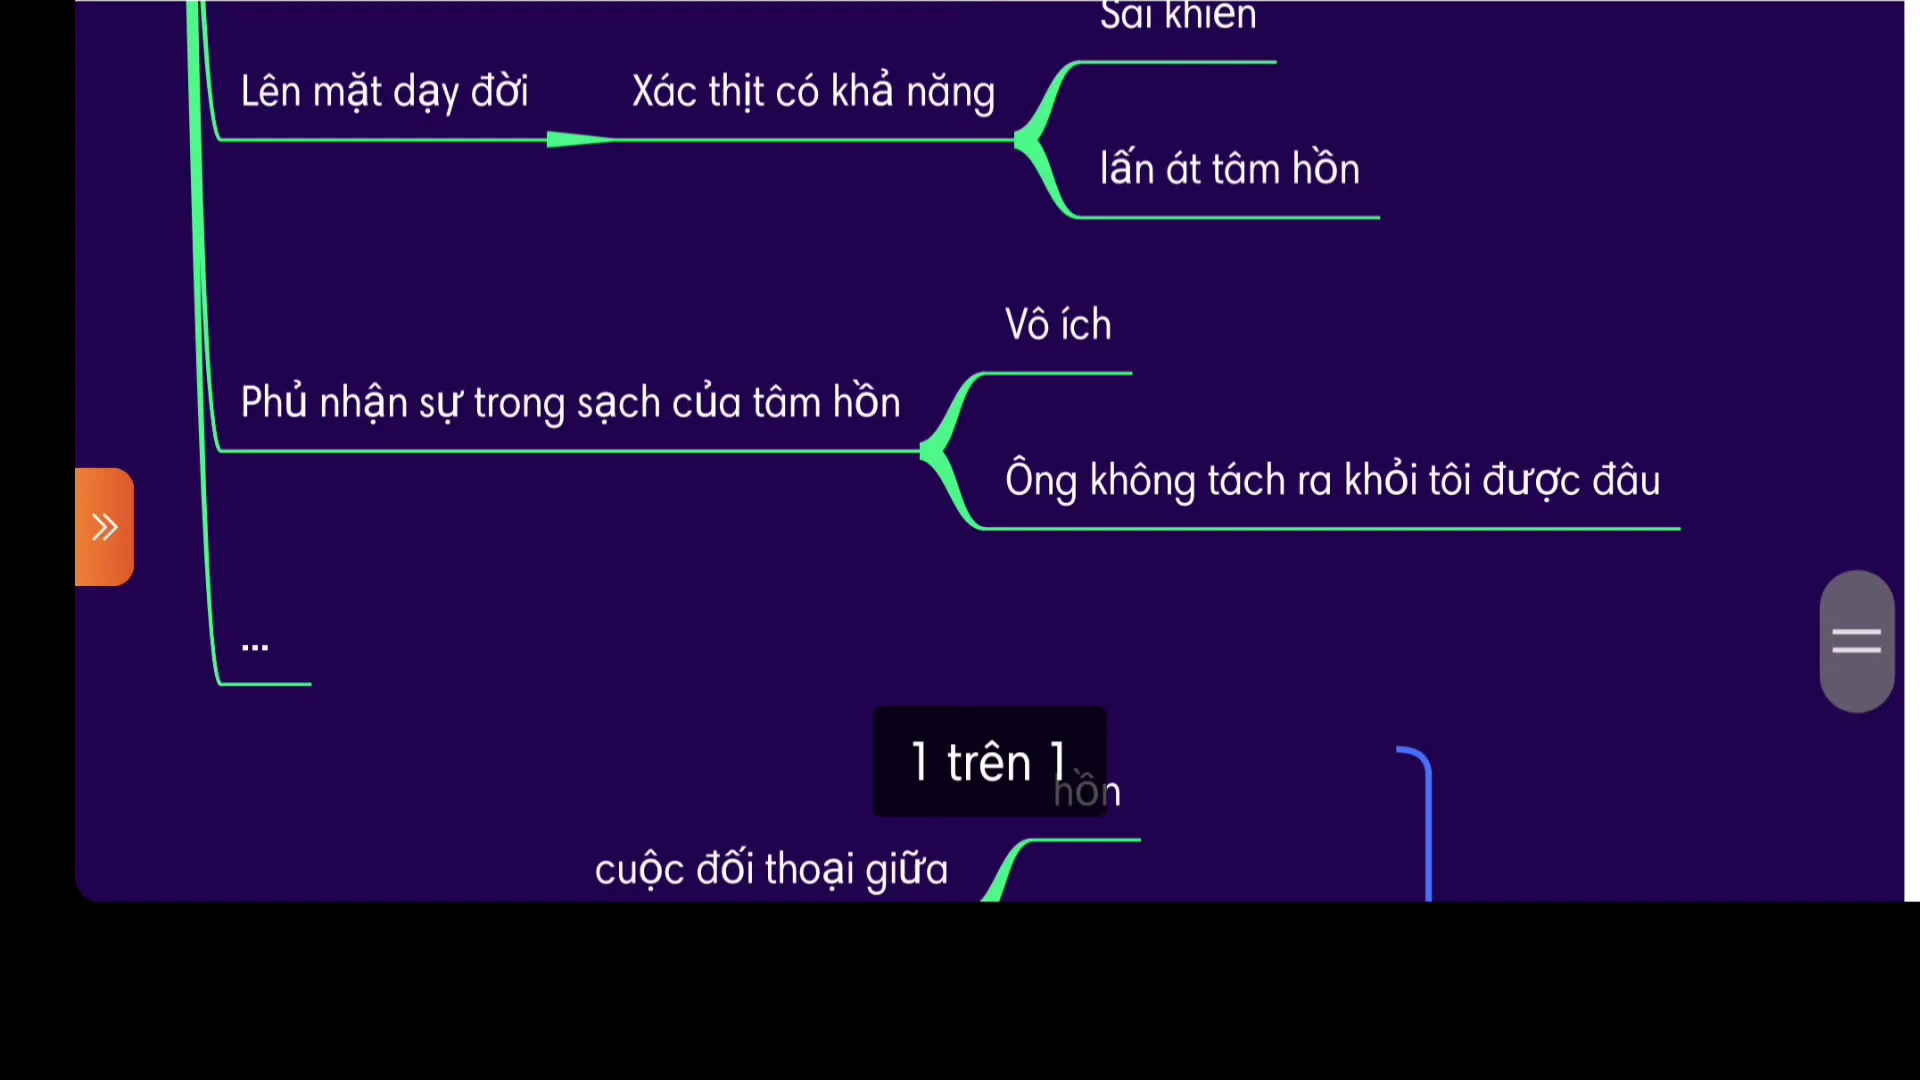 Sai khiến
Lên mặt dạy đời
Xác thịt có khả năng
lấn át tâm hồn
Vô ích
Phủ nhận sự trong sạch của tâm hồn
Ông không tách ra khỏi tôi được đâu
...
1 trên 1
hồn
cuộc đối thoại giữa